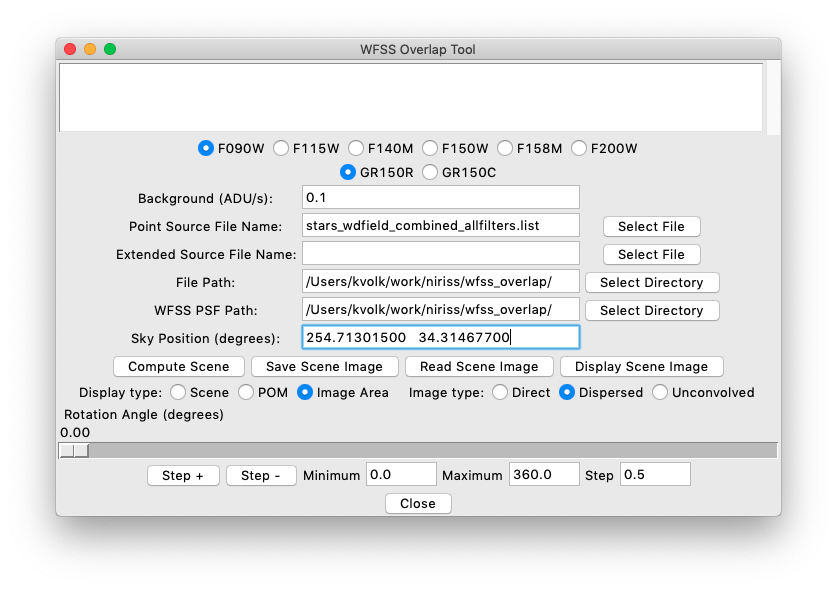 WFSS Overlap Tool
F090W F115W F140M F150W F158M F200W
GR150R GR150C
Background (ADU/s): 0.1
Point Source File Name: stars_wdfield_combined_allfilters.list Select File
Extended Source File Name: Select File
File Path: /Users/kvolk/work/niriss/wfss_overlap/ Select Directory
WFSS PSF Path: /Users/kvolk/work/niriss/wfss_overlap/ Select Directory
Sky Position (degrees): 254.71301500 34.31467700
Compute Scene Save Scene Image Read Scene Image Display Scene Image
Display type: Scene POM Image Area Image type: Direct Dispersed Unconvolved
Rotation Angle (degrees)
0.00
Step + Step - Minimum 0.0 Maximum 360.0 Step 0.5
Close